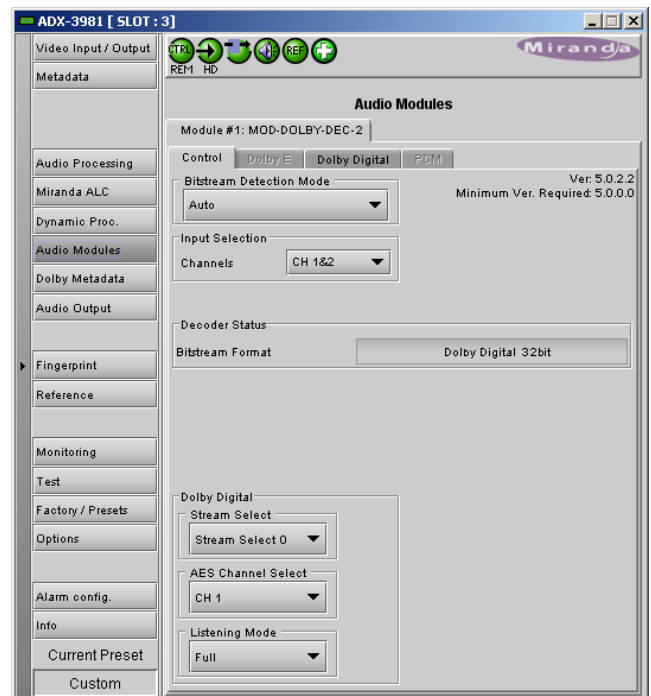 ADX-3981 [ SLOT : 3]
Video Input / Output
Metadata
Audio Processing
Miranda ALC
Dynamic Proc.
Audio Modules
Dolby Metadata
Audio Output
Fingerprint
Reference
Monitoring
Test
Factory / Presets
Options
Alarm config.
Info
Current Preset
Custom
CTRL
REF
REM HD
Miranda
Audio Modules
Module #1: MOD-DOLBY-DEC-2
Control Dolby E Dolby Digital PCM
Ver: 5.0.2.2
Minimum Ver. Required: 5.0.0.0
Bitstream Detection Mode
Auto
Input Selection
Channels CH 1&2
Decoder Status
Bitstream Format Dolby Digital 32bit
Dolby Digital
Stream Select
Stream Select 0
AES Channel Select
CH 1
Listening Mode
Full